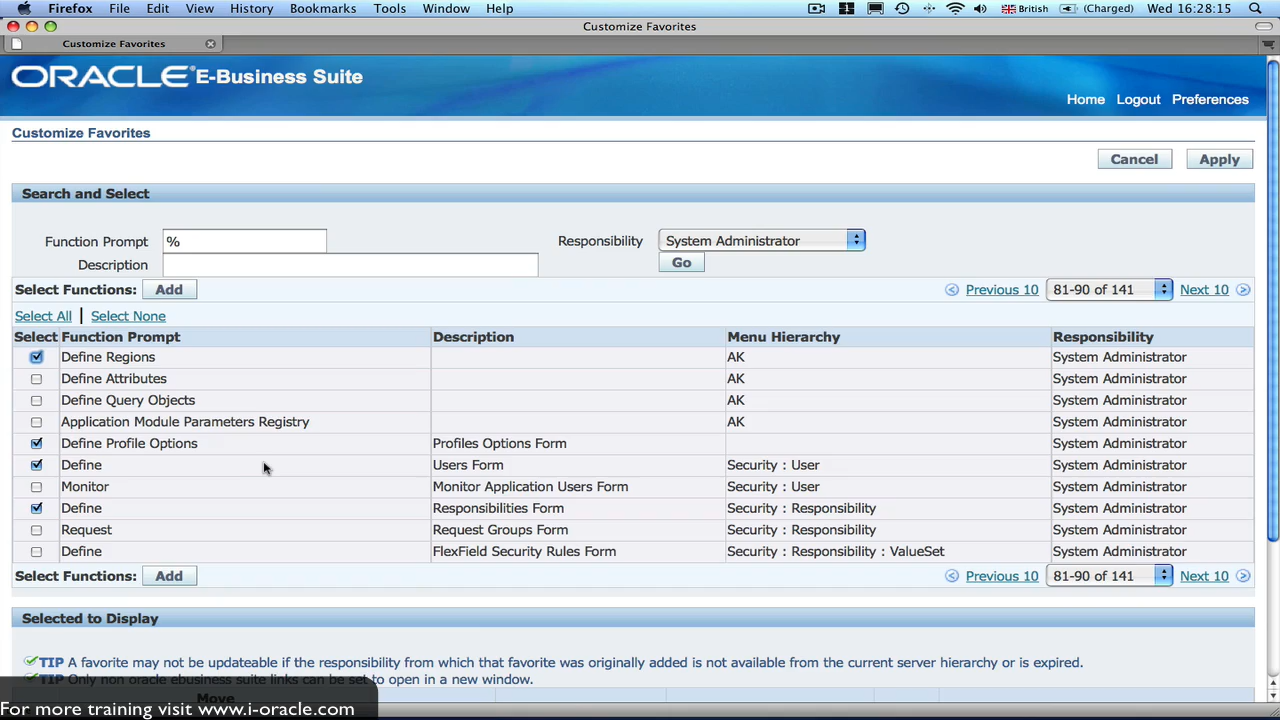 Firefox File Edit View History Bookmarks Tools Window Help British (Charged) Wed 16:28:15
Customize Favorites
Customize Favorites
ORACLE E-Business Suite
Home Logout Preferences
Customize Favorites
Cancel Apply
Search and Select
Function Prompt % Responsibility System Administrator
Description Go
Select Functions: Add Previous 10 81-90 of 141 Next 10
Select All | Select None
Select Function Prompt Description Menu Hierarchy Responsibility
Define Regions AK System Administrator
Define Attributes AK System Administrator
Define Query Objects AK System Administrator
Application Module Parameters Registry AK System Administrator
Define Profile Options Profiles Options Form System Administrator
Define Users Form Security : User System Administrator
Monitor Monitor Application Users Form Security : User System Administrator
Define Responsibilities Form Security : Responsibility System Administrator
Request Request Groups Form Security : Responsibility System Administrator
Define FlexField Security Rules Form Security : Responsibility : ValueSet System Administrator
Select Functions: Add Previous 10 81-90 of 141 Next 10
Selected to Display
TIP A favorite may not be updateable if the responsibility from which that favorite was originally added is not available from the current server hierarchy or is expired.
TIP Only non oracle ebusiness suite links can be set to open in a new window.
Move
For more training visit www.i-oracle.com